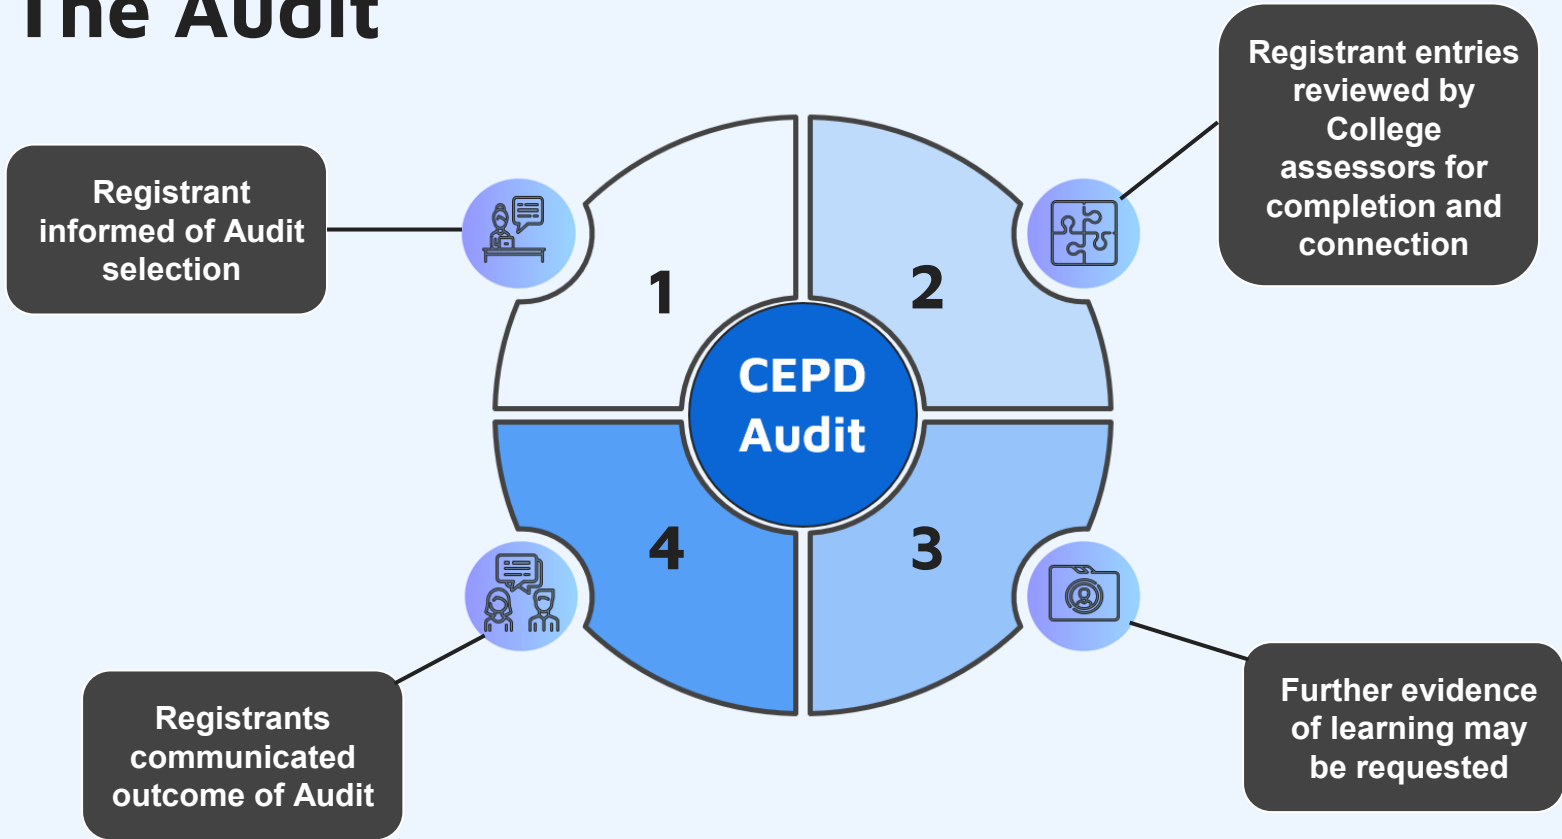 The Audit
Registrant
informed of Audit
selection
Registrant entries
reviewed by
College
assessors for
completion and
connection
1
2
CEPD
Audit
4
3
Registrants
communicated
outcome of Audit
Further evidence
of learning may
be requested